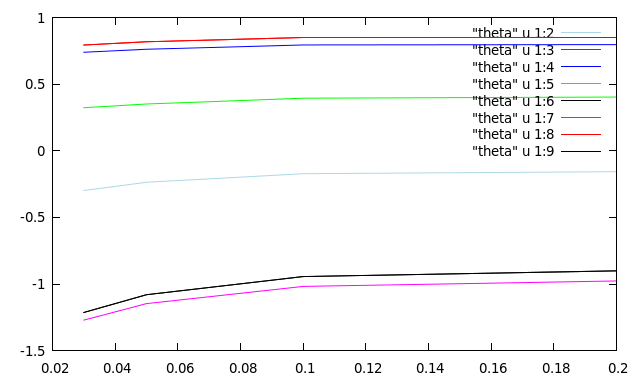 1
0.5
0
-0.5
-1
-1.5
0.02 0.04 0.06 0.08 0.1 0.12 0.14 0.16 0.18 0.2
"theta" u 1:2
"theta" u 1:3
"theta" u 1:4
"theta" u 1:5
"theta" u 1:6
"theta" u 1:7
"theta" u 1:8
"theta" u 1:9